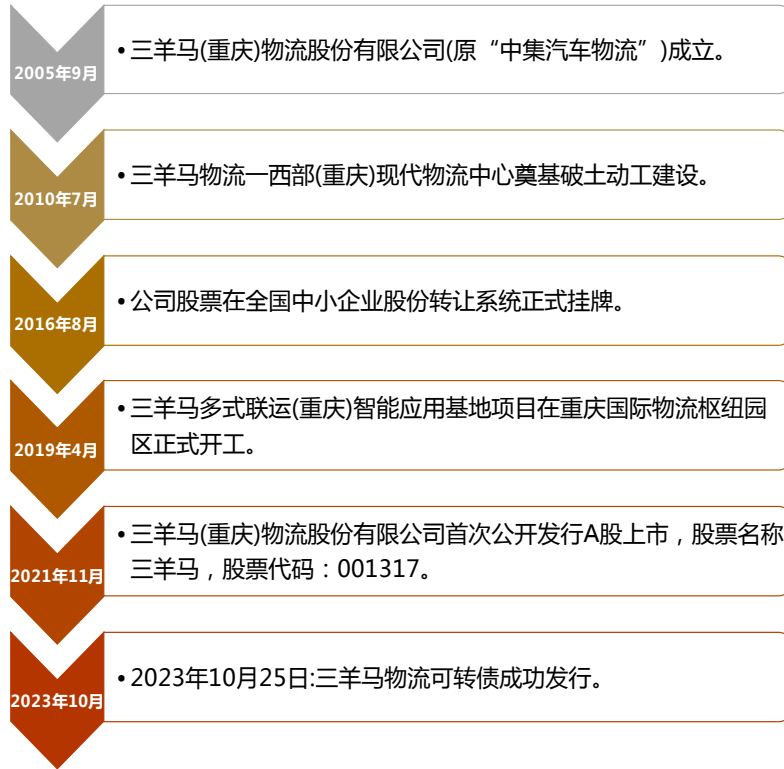 2005年9月
• 三羊马(重庆)物流股份有限公司(原“中集汽车物流”)成立。
2010年7月
• 三羊马物流一西部(重庆)现代物流中心奠基破土动工建设。
2016年8月
• 公司股票在全国中小企业股份转让系统正式挂牌。
2019年4月
• 三羊马多式联运(重庆)智能应用基地项目在重庆国际物流枢纽园
区正式开工。
2021年11月
• 三羊马(重庆)物流股份有限公司首次公开发行A股上市，股票名称
三羊马，股票代码：001317。
2023年10月
• 2023年10月25日:三羊马物流可转债成功发行。